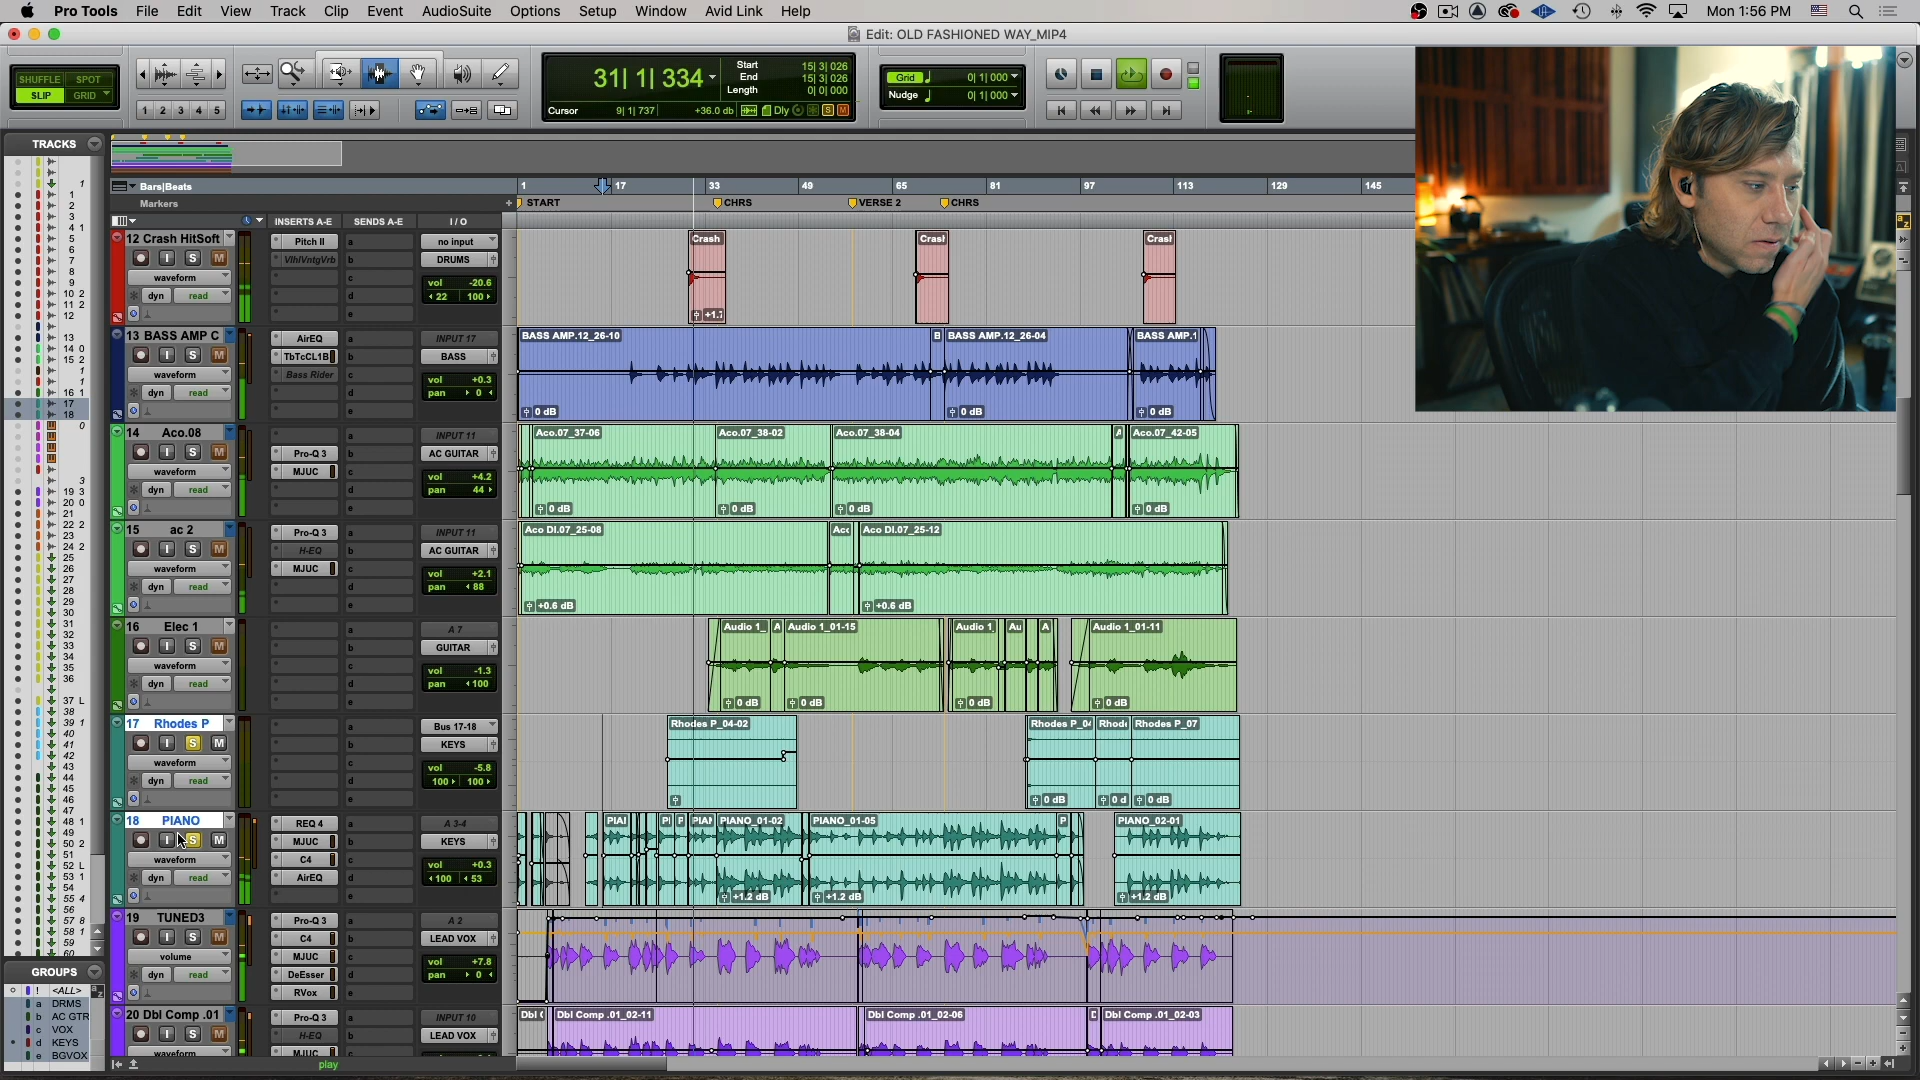 Pro Tools File Edit View Track Clip Event AudioSuite Options Setup Window Avid Link Help Mon 1:56 PM
Edit: OLD FASHIONED WAY_MIP4
SHUFFLE SPOT
SLIP GRID
1 2 3 4 5
31| 1| 334
Start 15| 3| 026
End 15| 3| 026
Length 0| 0| 000
Cursor 9| 1| 737 +36.0 db Dly S M
Grid 0| 1| 000
Nudge 0| 1| 000
TRACKS
Bars|Beats 1 17 33 49 65 81 97 113 129 145
Markers START CHRS VERSE 2 CHRS
INSERTS A-E SENDS A-E I / O
12 Crash HitSoft Pitch II a no input Crash
I S M VlhlVntgVrb b DRUMS
waveform c vol -20.6
dyn read d 22 100
e
13 BASS AMP C AirEQ a INPUT 17 BASS AMP.12_26-10 B BASS AMP.12_26-04 BASS AMP.1
I S M TbTcCL1B b BASS
waveform Bass Rider c vol +0.3
dyn read d pan 0
e 0 dB 0 dB 0 dB
14 Aco.08 a INPUT 11 Aco.07_37-06 Aco.07_38-02 Aco.07_38-04 A Aco.07_42-05
I S M Pro-Q 3 b AC GUITAR
waveform MJUC c vol +4.2
dyn read d pan 44
e 0 dB 0 dB 0 dB 0 dB
15 ac 2 Pro-Q 3 a INPUT 11 Aco DI.07_25-08 Aco Aco DI.07_25-12
I S M H-EQ b AC GUITAR
waveform MJUC c vol +2.1
dyn read d pan 88
e +0.6 dB +0.6 dB
16 Elec 1 a A 7 Audio 1_ A Audio 1_01-15 Audio 1_ Au A Audio 1_01-11
I S M b GUITAR
waveform c vol -1.3
dyn read d pan 100
e 0 dB 0 dB 0 dB 0 dB
17 Rhodes P a Bus 17-18 Rhodes P_04-02 Rhodes P_04 Rhode Rhodes P_07
I S M b KEYS
waveform c vol -5.8
dyn read d 100 100
e 0 dB 0 d 0 dB
18 PIANO REQ 4 a A 3-4 PIAI P P PIAN PIANO_01-02 PIANO_01-05 P PIANO_02-01
I S M MJUC b KEYS
waveform C4 c vol +0.3
dyn read AirEQ d 100 53
e +1.2 dB +1.2 dB +1.2 dB
19 TUNED3 Pro-Q 3 a A 2
I S M C4 b LEAD VOX
volume MJUC c vol +7.8
dyn read DeEsser d pan 0
RVox e
20 Dbl Comp .01 Pro-Q 3 a INPUT 10 Dbl Dbl Comp .01_02-11 Dbl Comp .01_02-06 D Dbl Comp .01_02-03
I S M H-EQ b LEAD VOX
waveform MJUC c
GROUPS
! <ALL>
a DRMS
b AC GTR
c VOX
d KEYS
e BGVOX
play